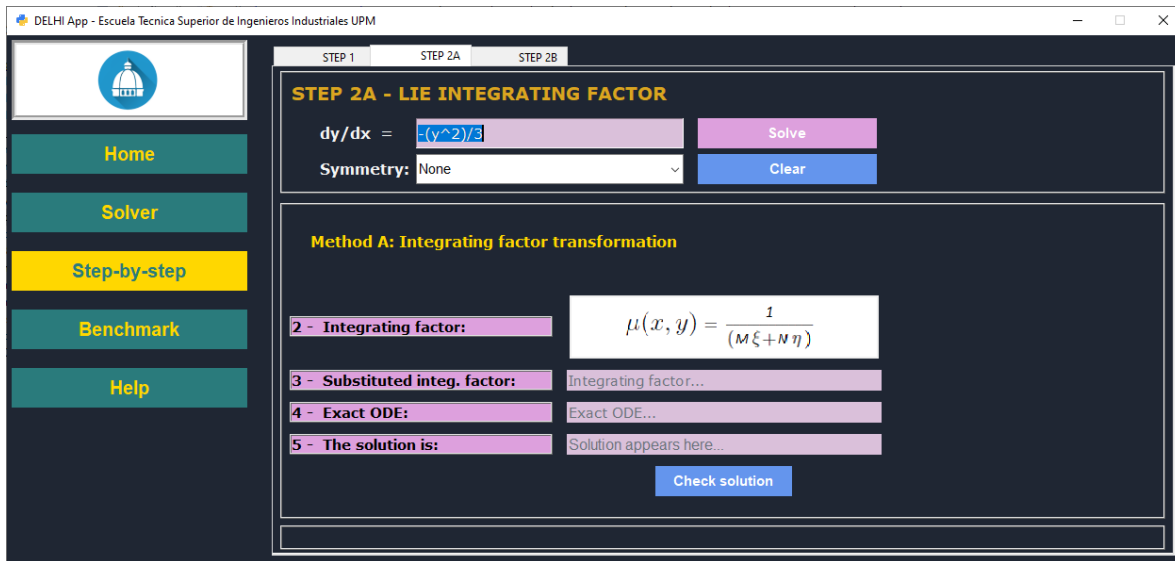 DELHI App - Escuela Tecnica Superior de Ingenieros Industriales UPM
Home
Solver
Step-by-step
Benchmark
Help
STEP 1 STEP 2A STEP 2B
STEP 2A - LIE INTEGRATING FACTOR
dy/dx = -(y^2)/3 Solve
Symmetry: None Clear
Method A: Integrating factor transformation
2 - Integrating factor: μ(x, y) = 1/(Mξ+Nη)
3 - Substituted integ. factor: Integrating factor...
4 - Exact ODE: Exact ODE...
5 - The solution is: Solution appears here...
Check solution